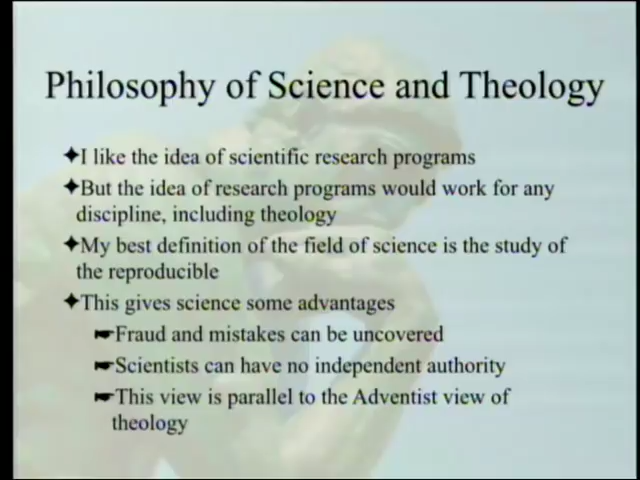 Philosophy of Science and Theology
✦I like the idea of scientific research programs
✦But the idea of research programs would work for any
discipline, including theology
✦My best definition of the field of science is the study of
the reproducible
✦This gives science some advantages
☛Fraud and mistakes can be uncovered
☛Scientists can have no independent authority
☛This view is parallel to the Adventist view of
theology